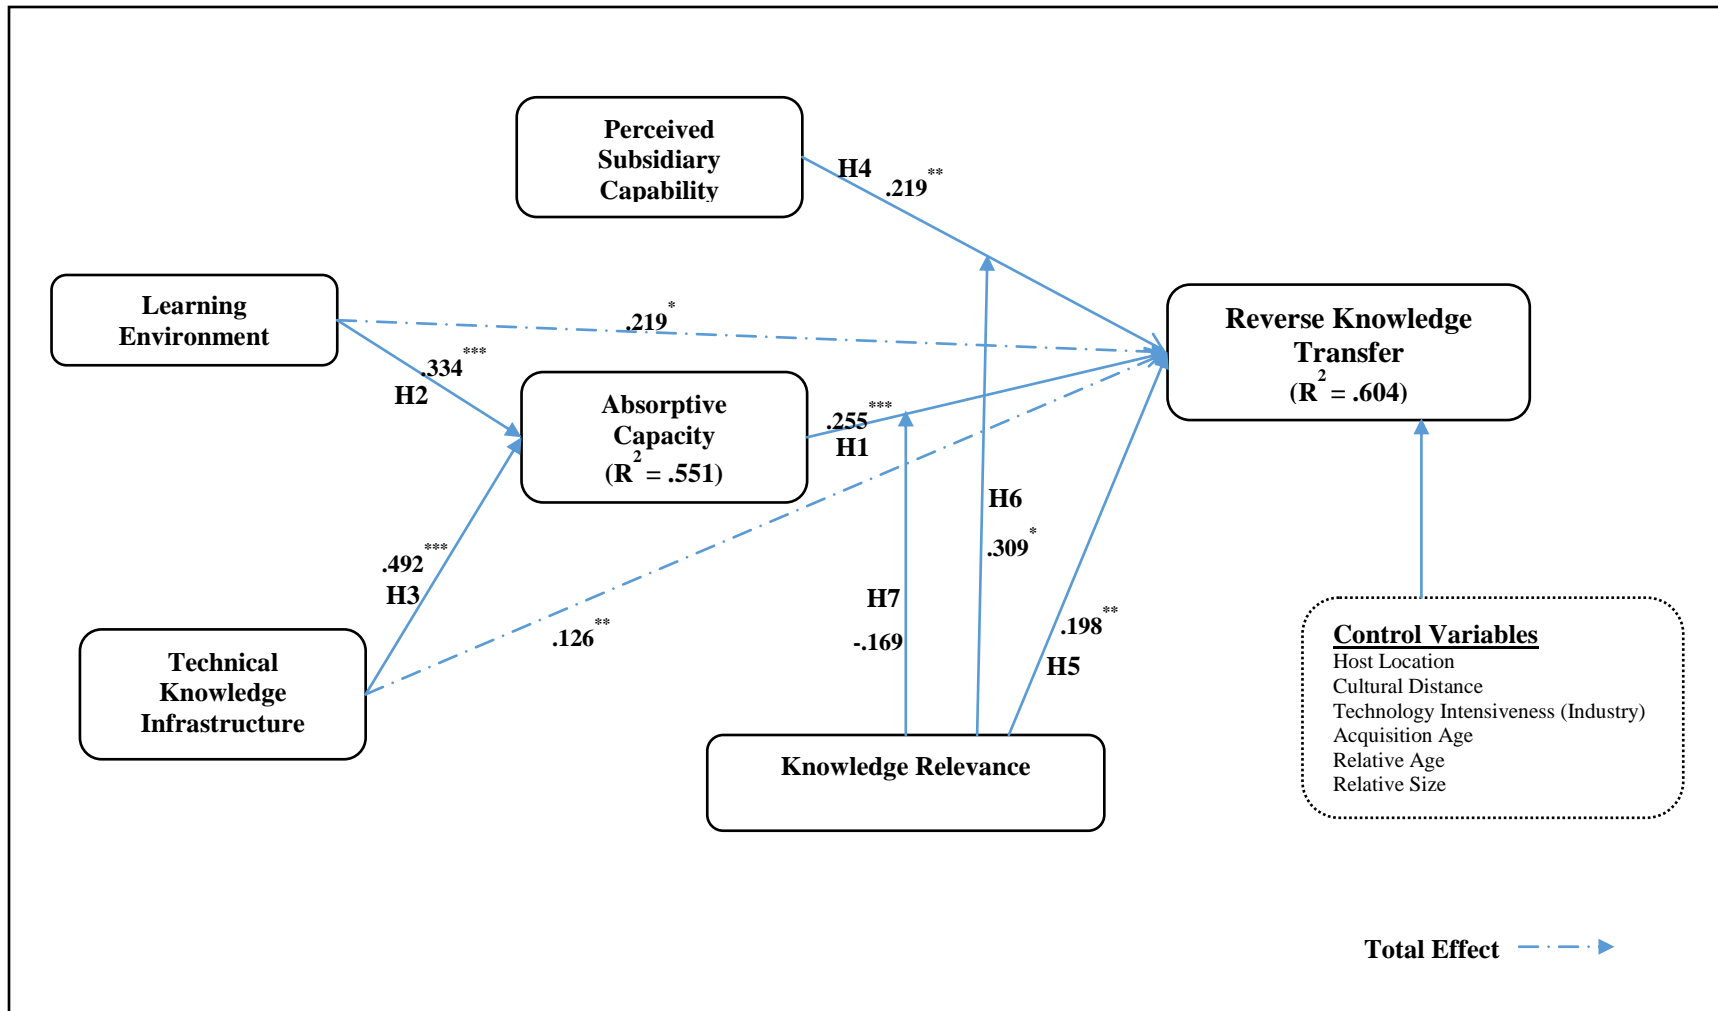 Perceived
Subsidiary
Capability
H4
.219**
Learning
Environment
.219*
Reverse Knowledge
Transfer
(R² = .604)
.334***
H2
Absorptive
Capacity
(R² = .551)
.255***
H1
H6
.309*
.492***
H3
H7
-.169
.198**
H5
.126**
Technical
Knowledge
Infrastructure
Knowledge Relevance
Control Variables
Host Location
Cultural Distance
Technology Intensiveness (Industry)
Acquisition Age
Relative Age
Relative Size
Total Effect